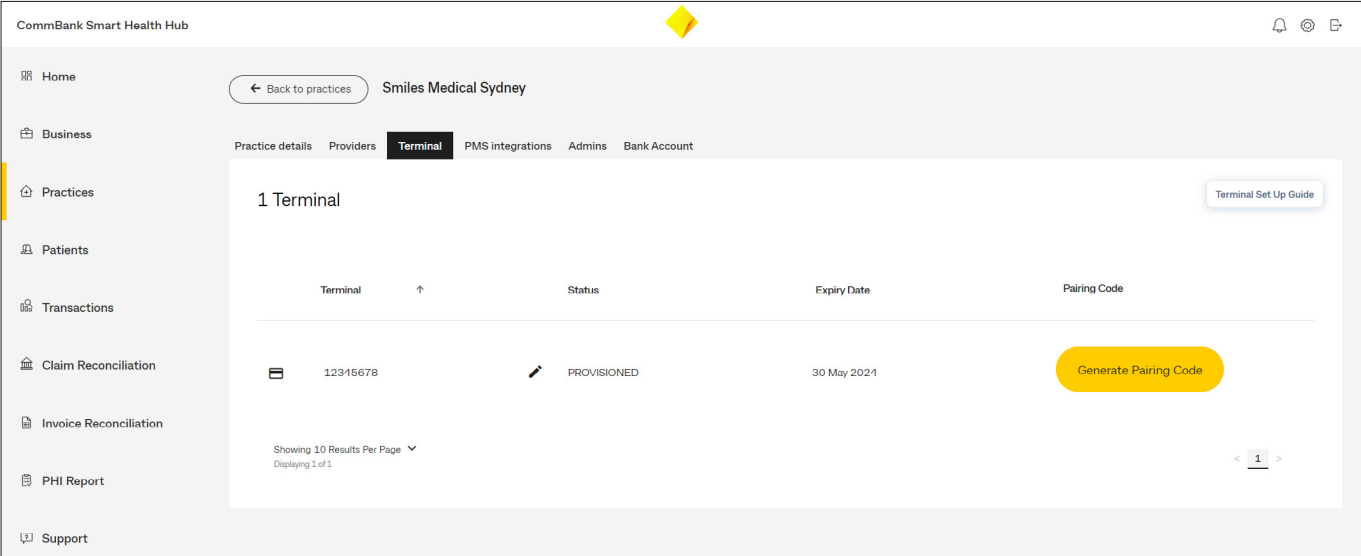 CommBank Smart Health Hub
Home
Business
Practices
Patients
Transactions
Claim Reconciliation
Invoice Reconciliation
PHI Report
Support
← Back to practices Smiles Medical Sydney
Practice details Providers Terminal PMS integrations Admins Bank Account
1 Terminal Terminal Set Up Guide
Terminal ↑ Status Expiry Date Pairing Code
12345678 PROVISIONED 30 May 2024 Generate Pairing Code
Showing 10 Results Per Page
Displaying 1 of 1
< 1 >